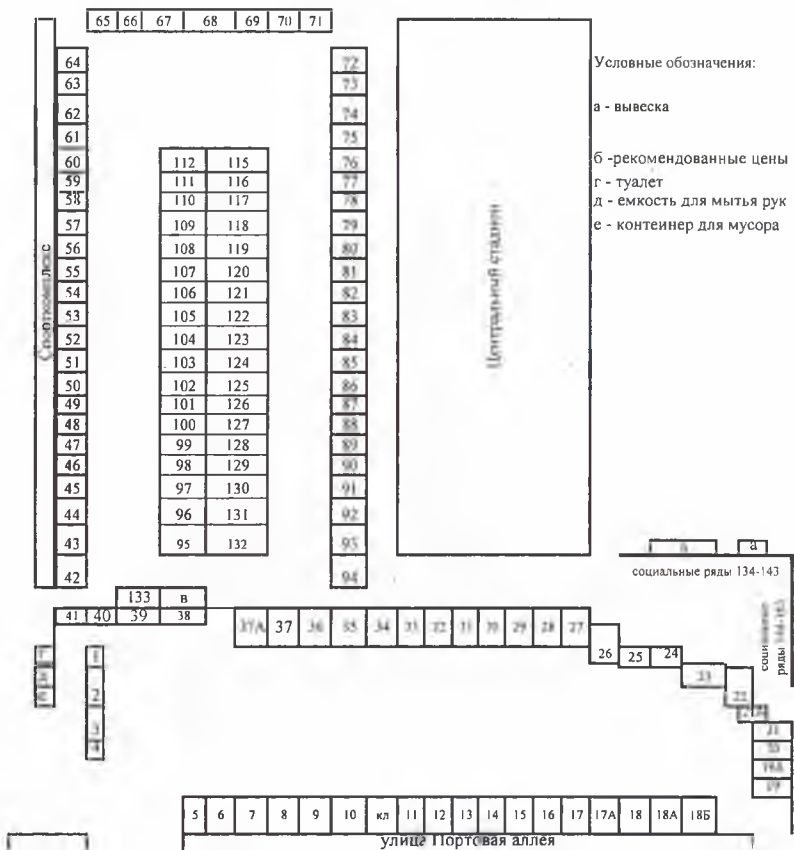 65 66 67 68 69 70 71
64 72
63 73
62 74
61 75
60 112 115 76
59 111 116 77
58 110 117 78
57 109 118 79
56 108 119 80
55 107 120 81
54 106 121 82
53 105 122 83
52 104 123 84
51 103 124 85
50 102 125 86
49 101 126 87
48 100 127 88
47 99 128 89
46 98 129 90
45 97 130 91
44 96 131 92
43 95 132 93
42 94
Спорткомплекс
Центральный стадион
Условные обозначения:
а - вывеска
б -рекомендованные цены
г - туалет
д - емкость для мытья рук
е - контеинер для мусора
а
социальные ряды 134-143
социальные
ряды
133 в
41 40 39 38
37А 37 36 35 34 33 32 31 30 29 28 27
26 25 24
23
22
21
19
1
2
3
4
5 6 7 8 9 10 кл 11 12 13 14 15 16 17 17А 18 18А 18Б
улица Портовая аллея